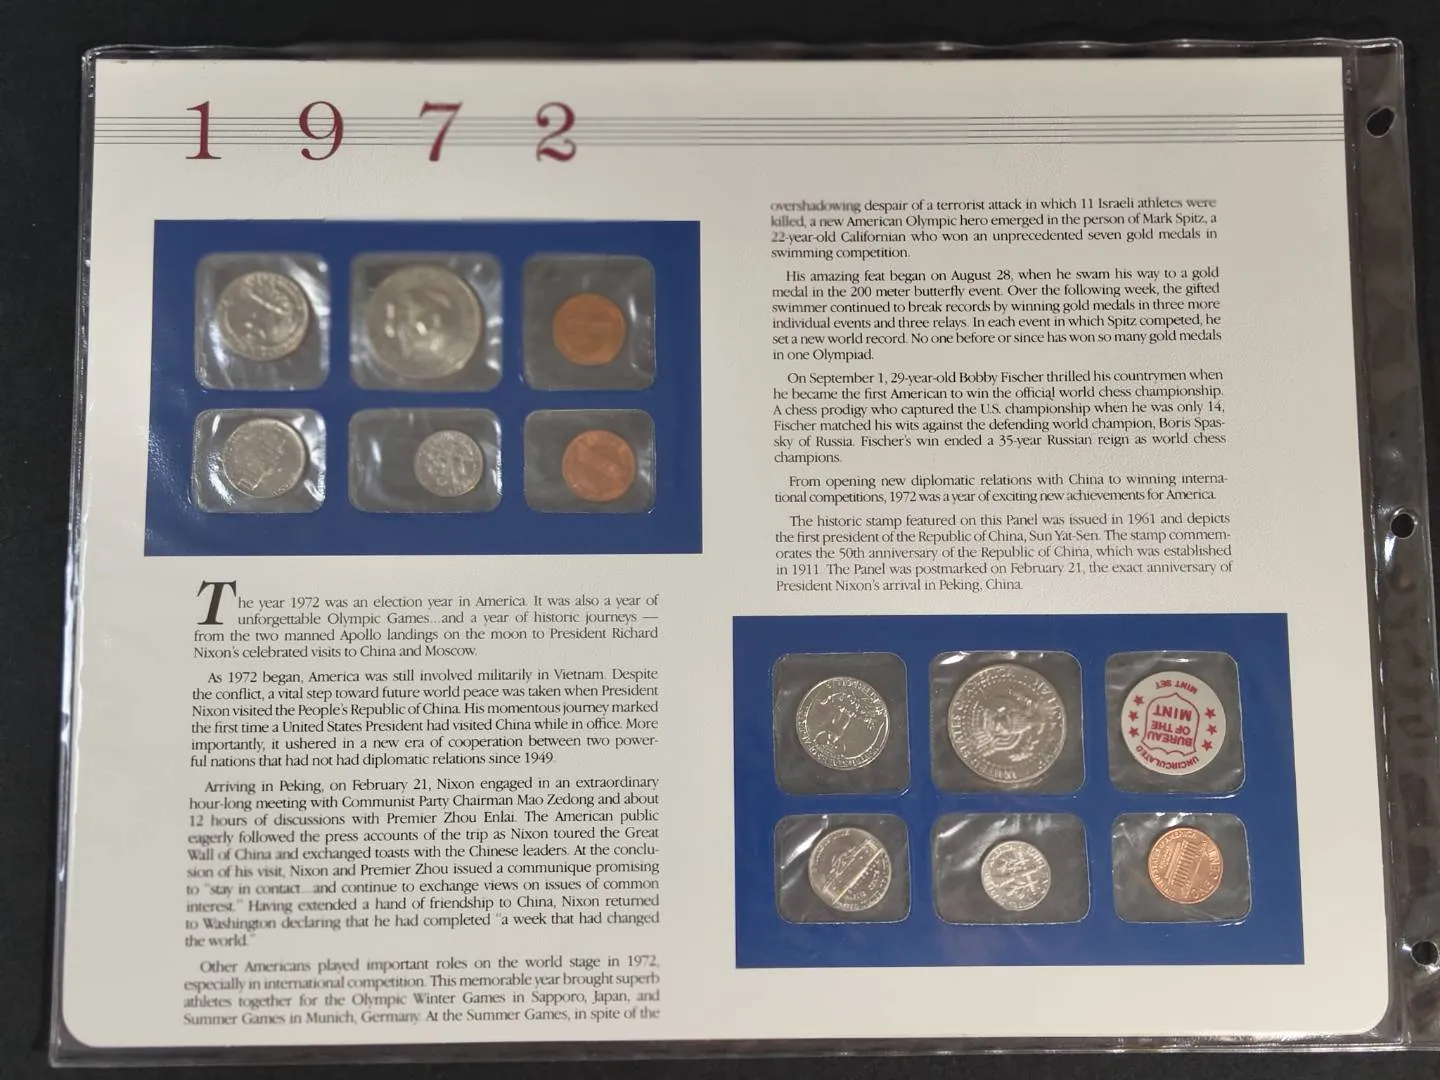 1972
The year 1972 was an election year in America. It was also a year of
unforgettable Olympic Games...and a year of historic journeys —
from the two manned Apollo landings on the moon to President Richard
Nixon's celebrated visits to China and Moscow.
As 1972 began, America was still involved militarily in Vietnam. Despite
the conflict, a vital step toward future world peace was taken when President
Nixon visited the People's Republic of China. His momentous journey marked
the first time a United States President had visited China while in office. More
importantly, it ushered in a new era of cooperation between two power-
ful nations that had not had diplomatic relations since 1949.
Arriving in Peking, on February 21, Nixon engaged in an extraordinary
hour-long meeting with Communist Party Chairman Mao Zedong and about
12 hours of discussions with Premier Zhou Enlai. The American public
eagerly followed the press accounts of the trip as Nixon toured the Great
Wall of China and exchanged toasts with the Chinese leaders. At the conclu-
sion of his visit, Nixon and Premier Zhou issued a communique promising
to "stay in contact...and continue to exchange views on issues of common
interest." Having extended a hand of friendship to China, Nixon returned
to Washington declaring that he had completed "a week that had changed
the world."
Other Americans played important roles on the world stage in 1972,
especially in international competition. This memorable year brought superb
athletes together for the Olympic Winter Games in Sapporo, Japan, and
Summer Games in Munich, Germany. At the Summer Games, in spite of the
overshadowing despair of a terrorist attack in which 11 Israeli athletes were
killed, a new American Olympic hero emerged in the person of Mark Spitz, a
22-year-old Californian who won an unprecedented seven gold medals in
swimming competition.
His amazing feat began on August 28, when he swam his way to a gold
medal in the 200 meter butterfly event. Over the following week, the gifted
swimmer continued to break records by winning gold medals in three more
individual events and three relays. In each event in which Spitz competed, he
set a new world record. No one before or since has won so many gold medals
in one Olympiad.
On September 1, 29-year-old Bobby Fischer thrilled his countrymen when
he became the first American to win the official world chess championship.
A chess prodigy who captured the U.S. championship when he was only 14,
Fischer matched his wits against the defending world champion, Boris Spas-
sky of Russia. Fischer's win ended a 35-year Russian reign as world chess
champions.
From opening new diplomatic relations with China to winning interna-
tional competitions, 1972 was a year of exciting new achievements for America.
The historic stamp featured on this Panel was issued in 1961 and depicts
the first president of the Republic of China, Sun Yat-Sen. The stamp commem-
orates the 50th anniversary of the Republic of China, which was established
in 1911. The Panel was postmarked on February 21, the exact anniversary of
President Nixon's arrival in Peking, China.
UNCIRCULATED
BUREAU
OF THE
MINT
MINT SET